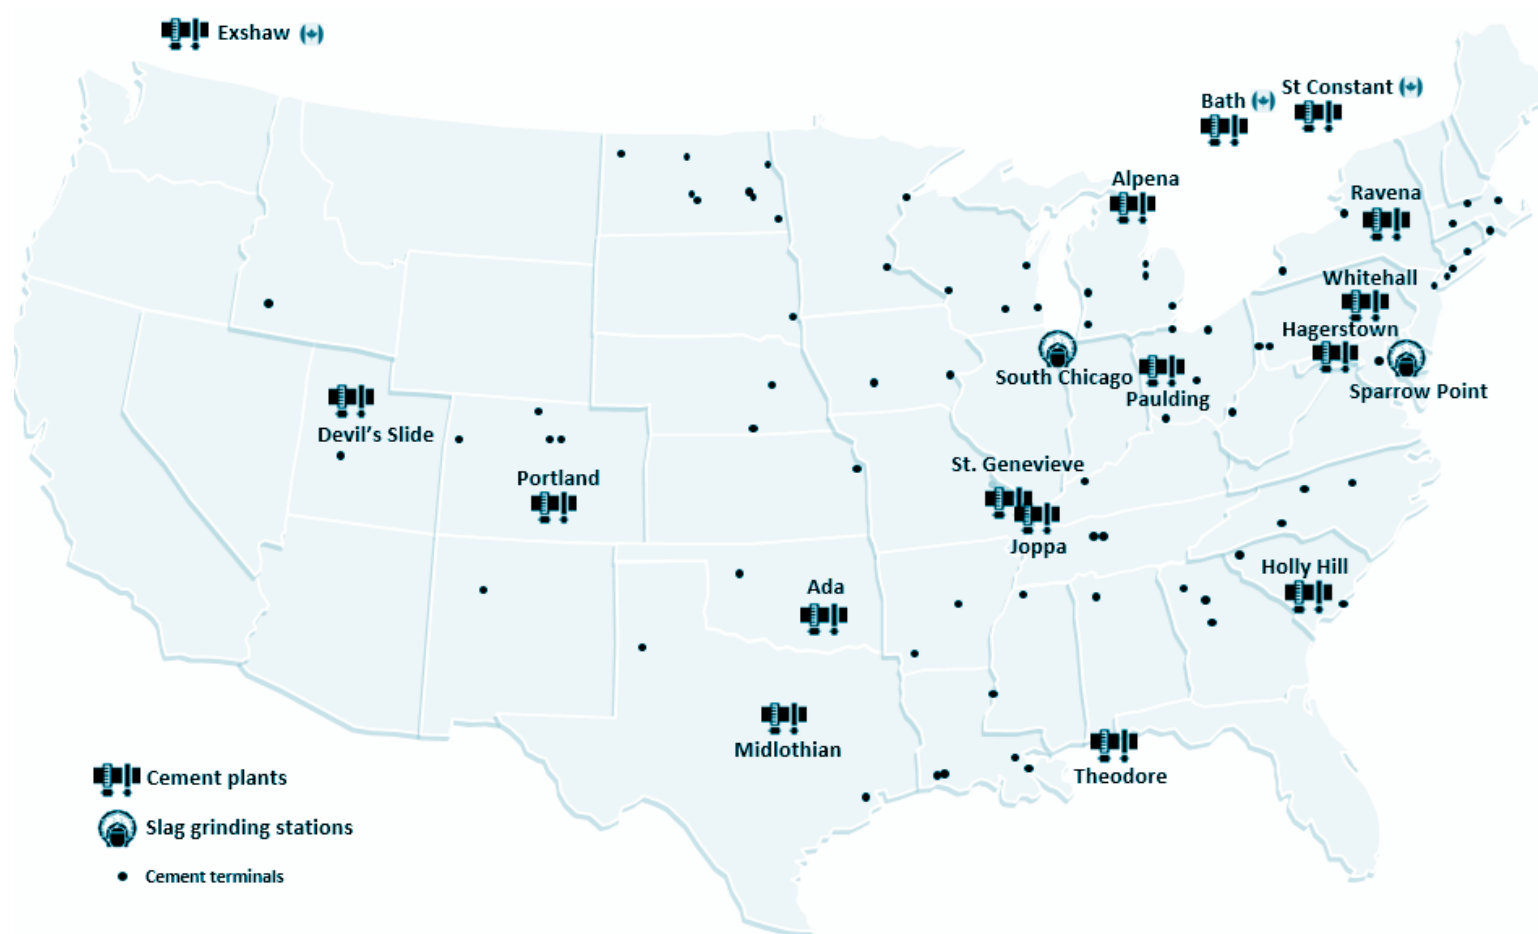 Exshaw
St Constant
Bath
Alpena
Ravena
Whitehall
Hagerstown
South Chicago
Paulding
Sparrow Point
Devil's Slide
St. Genevieve
Portland
Joppa
Holly Hill
Ada
Midlothian
Theodore
Cement plants
Slag grinding stations
Cement terminals